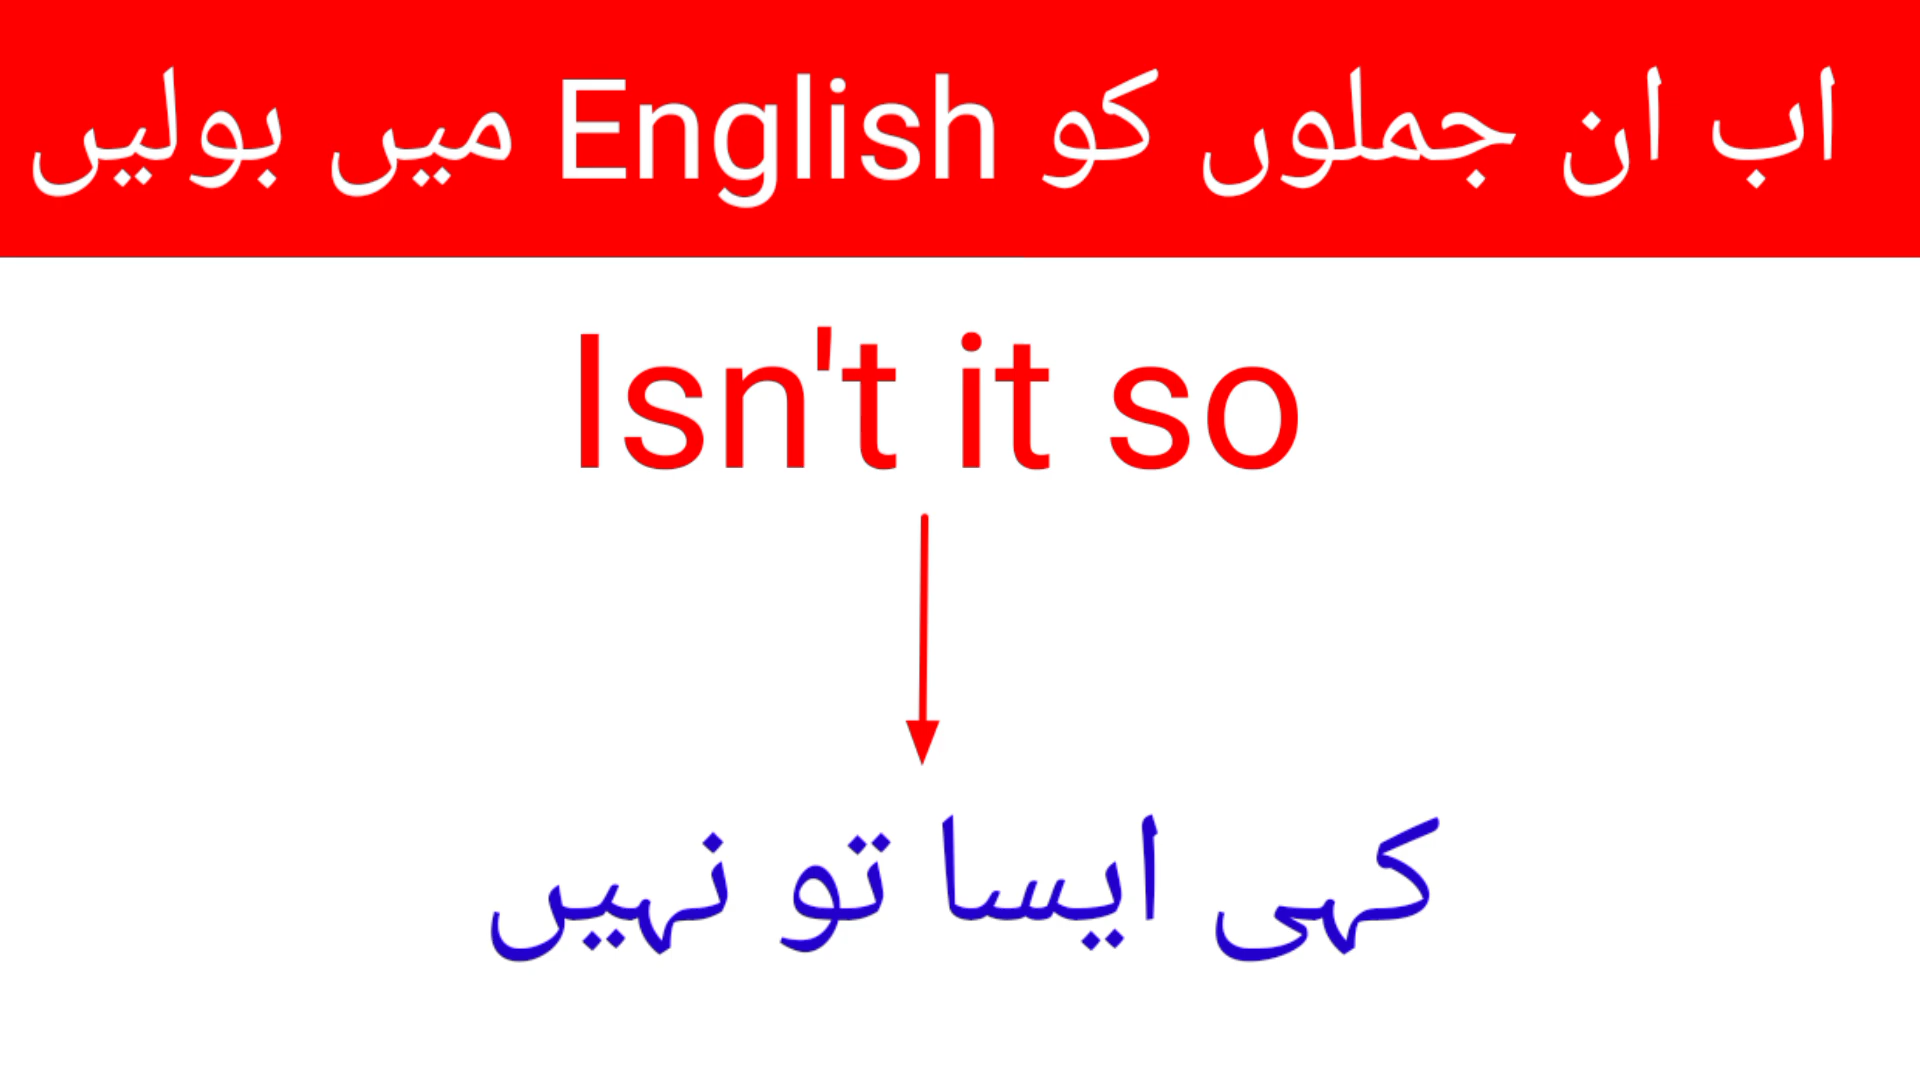 اب ان جملوں کو English میں بولیں
Isn't it so
کہی ایسا تو نہیں